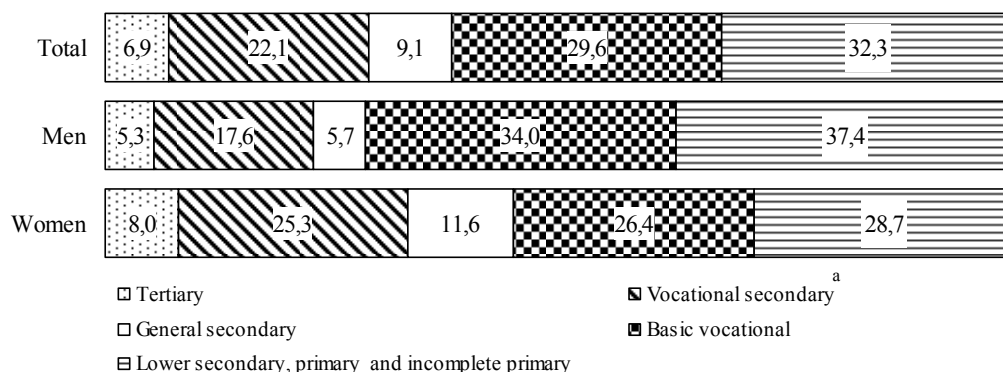 Total 6,9 22,1 9,1 29,6 32,3
Men 5,3 17,6 5,7 34,0 37,4
Women 8,0 25,3 11,6 26,4 28,7
Tertiary Vocational secondary a
General secondary Basic vocational
Lower secondary, primary and incomplete primary